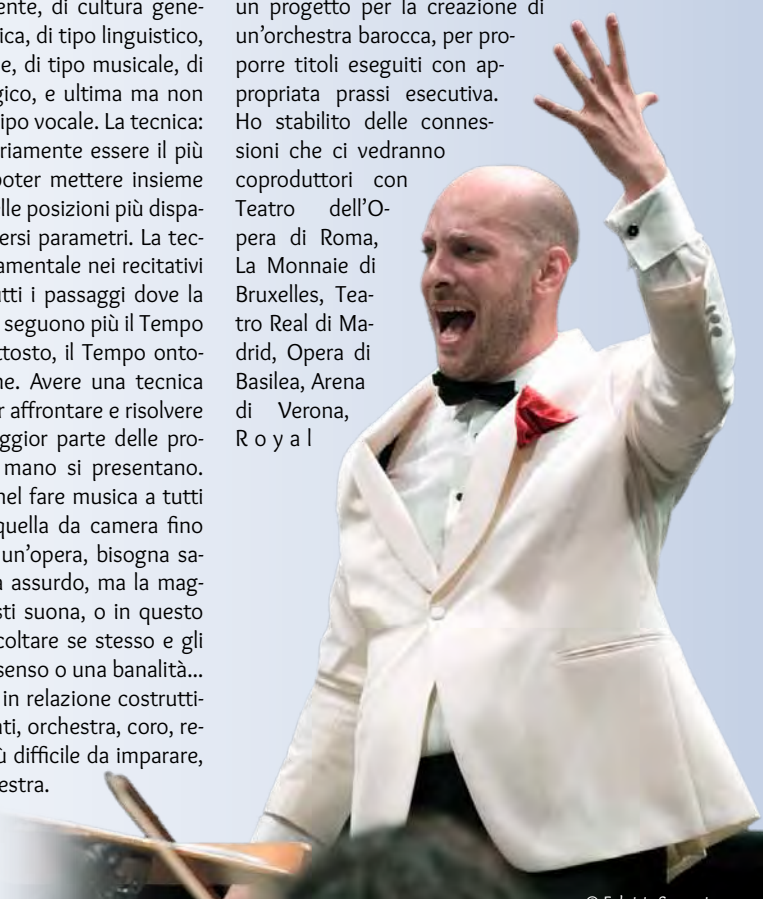 ente, di cultura gene-
ica, di tipo linguistico,
e, di tipo musicale, di
gico, e ultima ma non
ipo vocale. La tecnica:
riamente essere il più
poter mettere insieme
lle posizioni più dispa-
ersi parametri. La tec-
amentale nei recitativi
utti i passaggi dove la
seguono più il Tempo
ttosto, il Tempo onto-
ne. Avere una tecnica
r affrontare e risolvere
ggior parte delle pro-
mano si presentano.
nel fare musica a tutti
quella da camera fino
un’opera, bisogna sa-
a assurdo, ma la mag-
sti suona, o in questo
coltare se stesso e gli
senso o una banalità...
in relazione costrutti-
nti, orchestra, coro, re-
ù difficile da imparare,
estra.
un progetto per la creazione di
un’orchestra barocca, per pro-
porre titoli eseguiti con ap-
propriata prassi esecutiva.
Ho stabilito delle connes-
sioni che ci vedranno
coproduttori con
Teatro dell’O-
pera di Roma,
La Monnaie di
Bruxelles, Tea-
tro Real di Ma-
drid, Opera di
Basilea, Arena
di Verona,
Royal